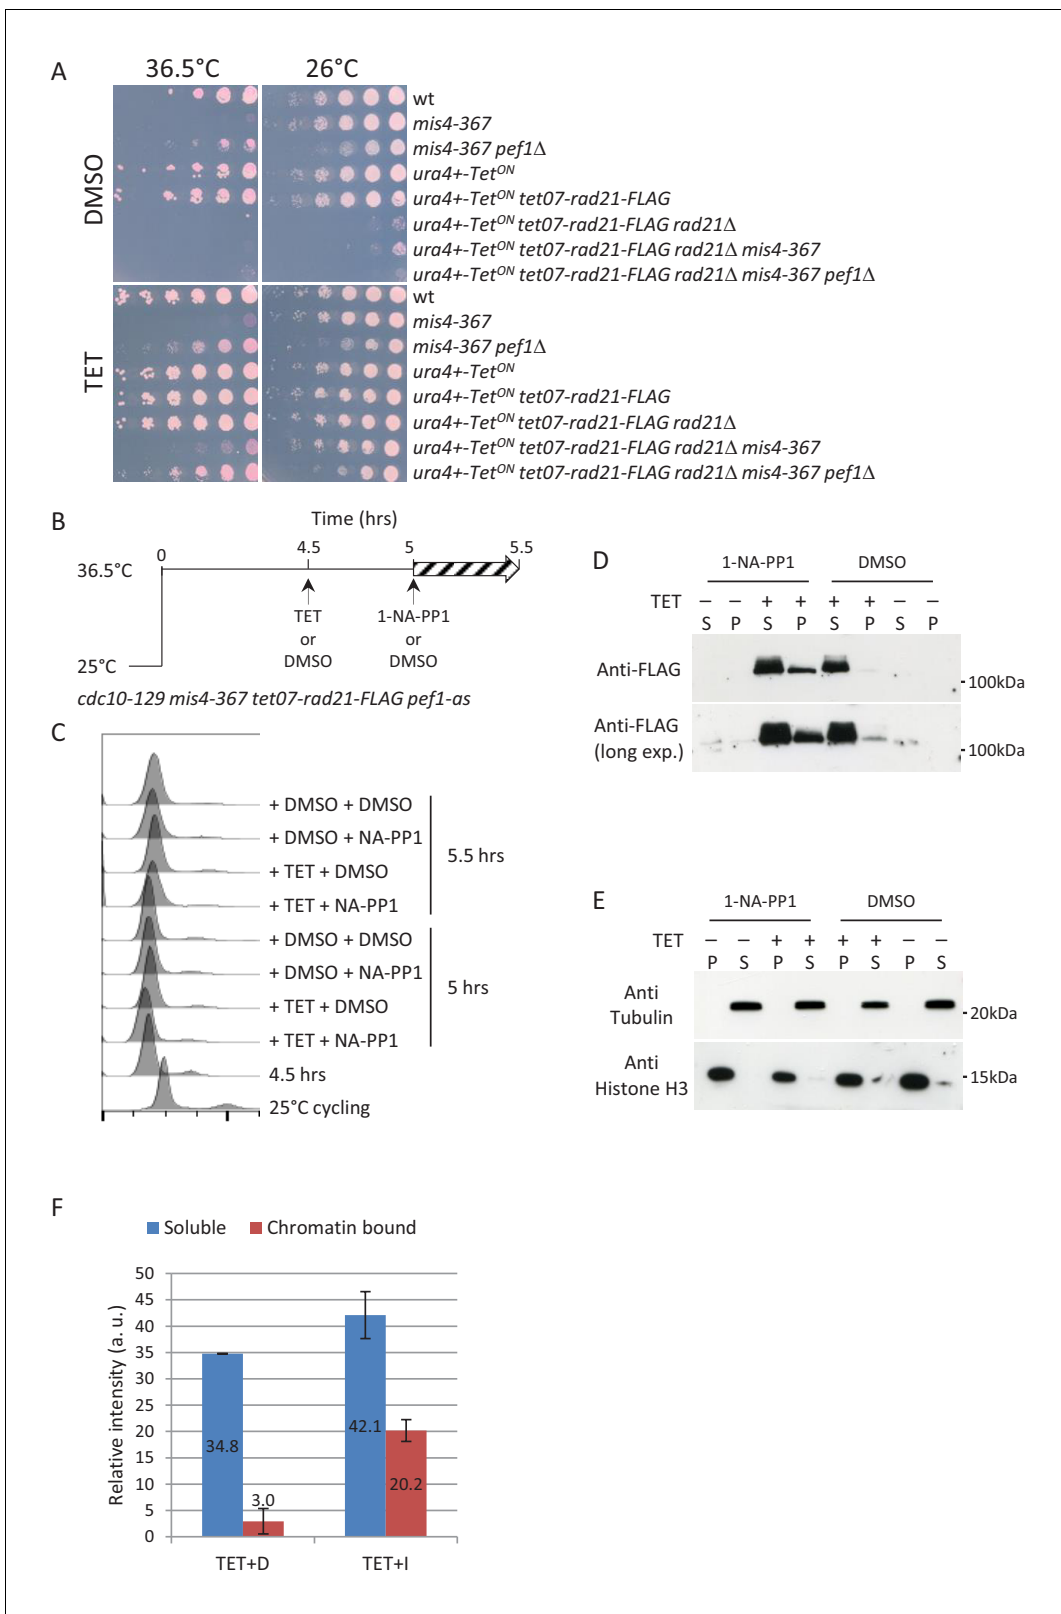 A
36.5°C 26°C
DMSO
wt
mis4-367
mis4-367 pef1Δ
ura4+-Tet^ON
ura4+-Tet^ON tet07-rad21-FLAG
ura4+-Tet^ON tet07-rad21-FLAG rad21Δ
ura4+-Tet^ON tet07-rad21-FLAG rad21Δ mis4-367
ura4+-Tet^ON tet07-rad21-FLAG rad21Δ mis4-367 pef1Δ
TET
wt
mis4-367
mis4-367 pef1Δ
ura4+-Tet^ON
ura4+-Tet^ON tet07-rad21-FLAG
ura4+-Tet^ON tet07-rad21-FLAG rad21Δ
ura4+-Tet^ON tet07-rad21-FLAG rad21Δ mis4-367
ura4+-Tet^ON tet07-rad21-FLAG rad21Δ mis4-367 pef1Δ
B
Time (hrs)
0 4.5 5 5.5
36.5°C
TET 1-NA-PP1
or or
DMSO DMSO
25°C
cdc10-129 mis4-367 tet07-rad21-FLAG pef1-as
C
+ DMSO + DMSO
+ DMSO + NA-PP1
+ TET + DMSO
+ TET + NA-PP1
5.5 hrs
+ DMSO + DMSO
+ DMSO + NA-PP1
+ TET + DMSO
+ TET + NA-PP1
5 hrs
4.5 hrs
25°C cycling
D
1-NA-PP1 DMSO
TET – – + + + + – –
S P S P S P S P
Anti-FLAG
100kDa
Anti-FLAG
(long exp.)
100kDa
E
1-NA-PP1 DMSO
TET – – + + + + – –
P S P S P S P S
Anti
Tubulin
20kDa
Anti
Histone H3
15kDa
F
Soluble Chromatin bound
Relative intensity (a. u.)
50
45
40
35
30
25
20
15
10
5
0
34.8
3.0
42.1
20.2
TET+D TET+I